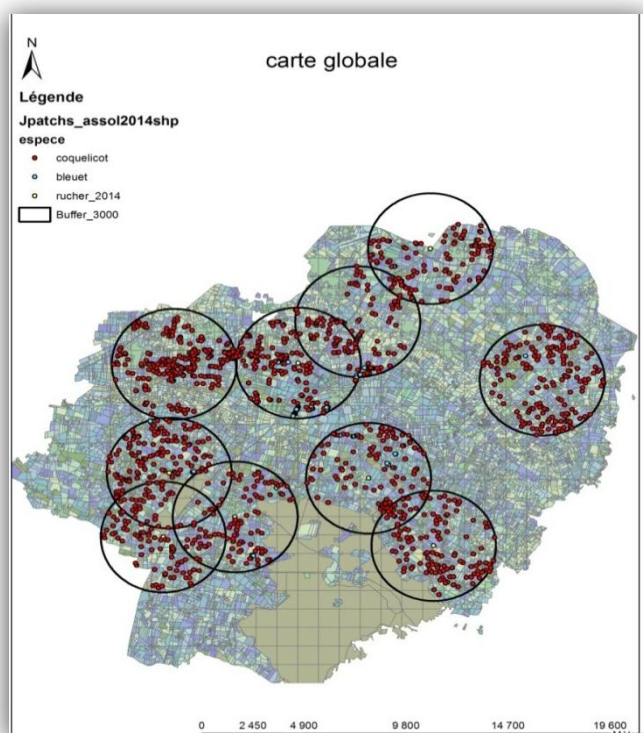 N
carte globale
Légende
Jpatchs_assol2014shp
espece
coquelicot
bleuet
rucher_2014
Buffer_3000
0 2 450 4 900 9 800 14 700 19 600